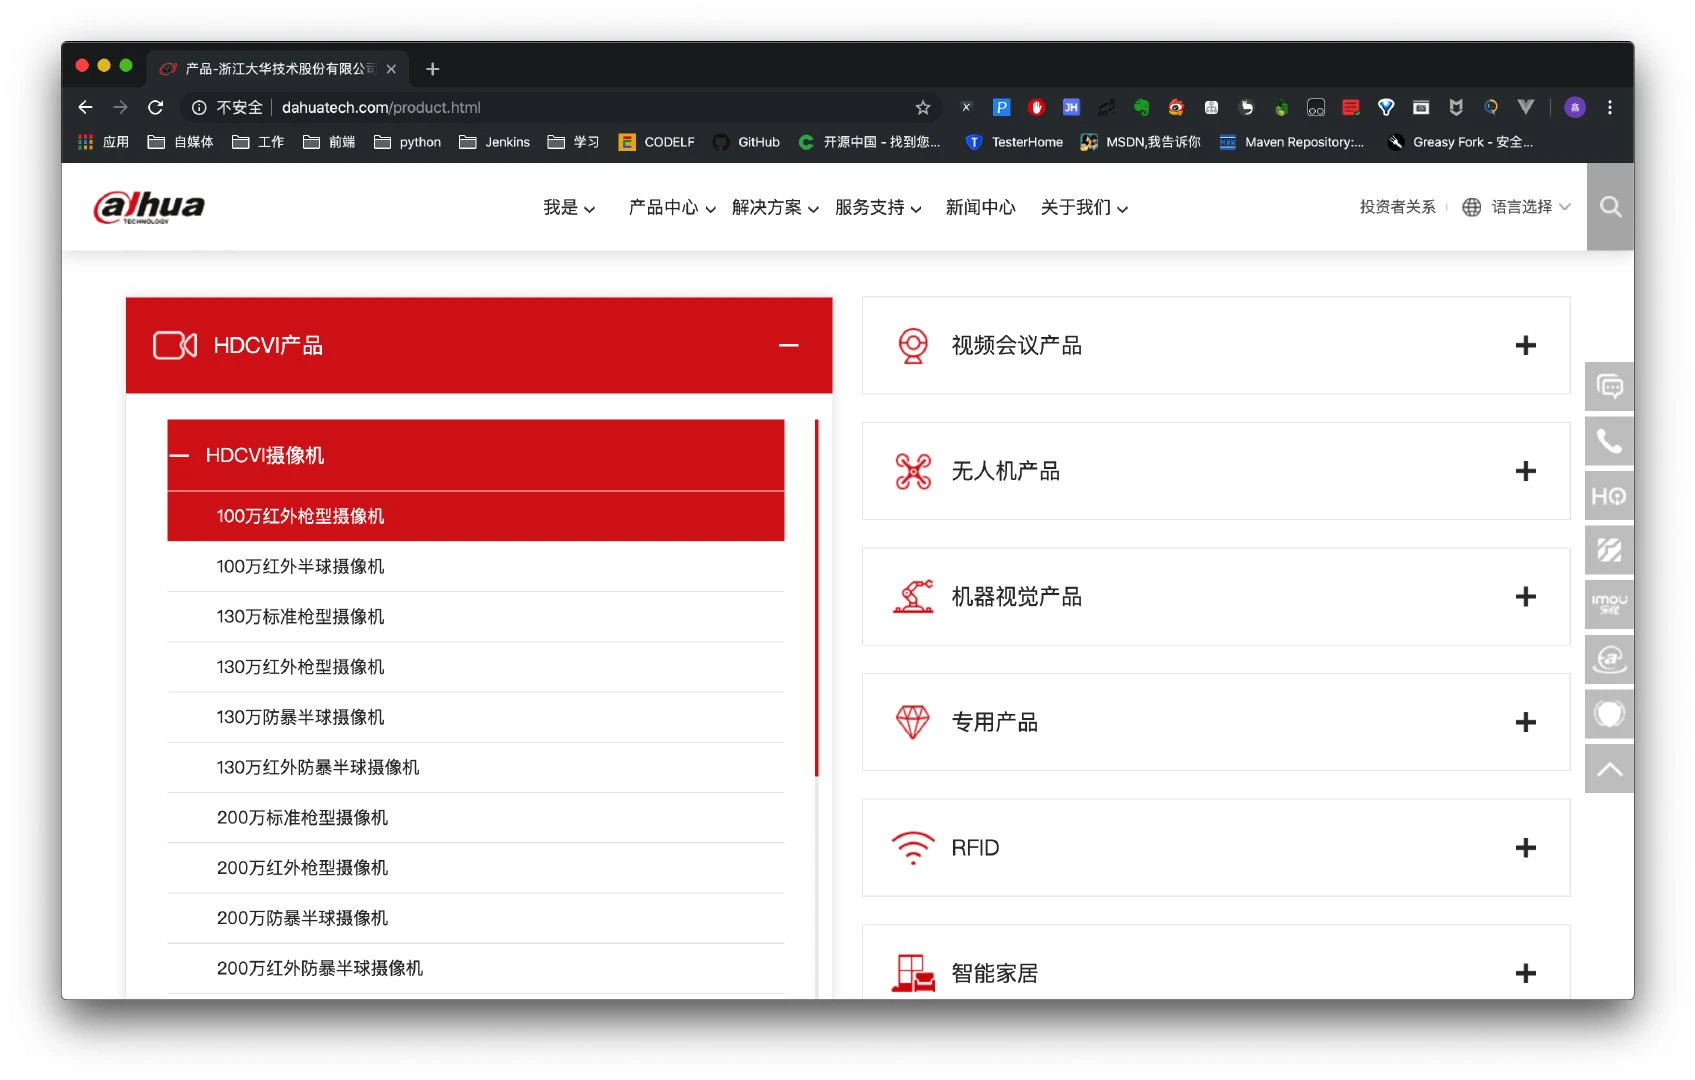 产品-浙江大华技术股份有限公司
不安全 dahuatech.com/product.html
应用 自媒体 工作 前端 python Jenkins 学习 CODELF GitHub 开源中国 - 找到您... TesterHome MSDN,我告诉你 Maven Repository:... Greasy Fork - 安全...
alhua TECHNOLOGY 我是 产品中心 解决方案 服务支持 新闻中心 关于我们 投资者关系 语言选择
HDCVI产品
HDCVI摄像机
100万红外枪型摄像机
100万红外半球摄像机
130万标准枪型摄像机
130万红外枪型摄像机
130万防暴半球摄像机
130万红外防暴半球摄像机
200万标准枪型摄像机
200万红外枪型摄像机
200万防暴半球摄像机
200万红外防暴半球摄像机
视频会议产品
无人机产品
机器视觉产品
专用产品
RFID
智能家居
imou
乐橙